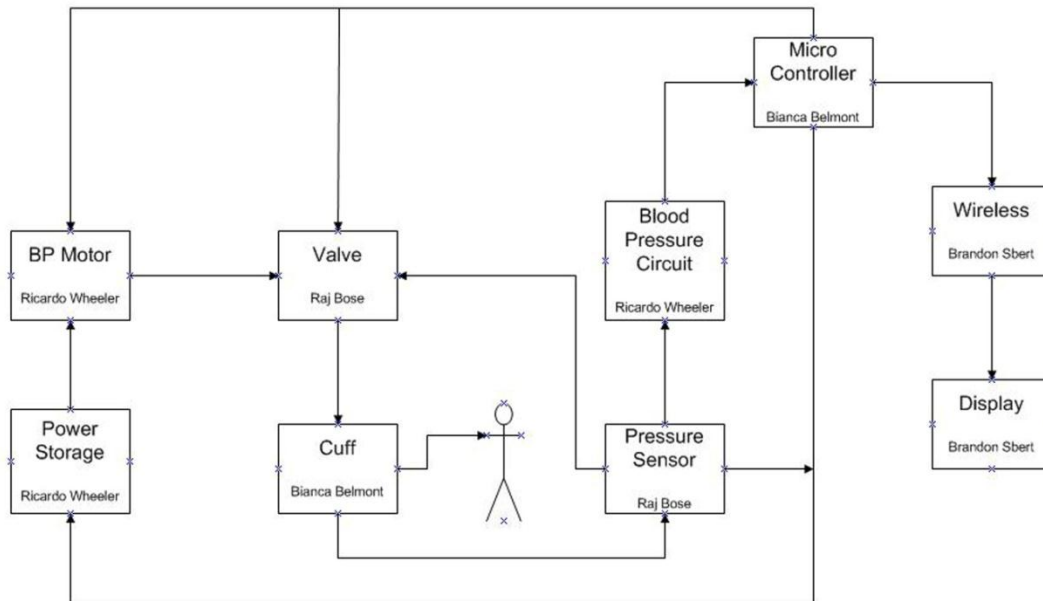 Micro
Controller
Bianca Belmont
Blood
Pressure
Circuit
Ricardo Wheeler
Wireless
Brandon Sbert
BP Motor
Ricardo Wheeler
Valve
Raj Bose
Power
Storage
Ricardo Wheeler
Cuff
Bianca Belmont
Pressure
Sensor
Raj Bose
Display
Brandon Sbert